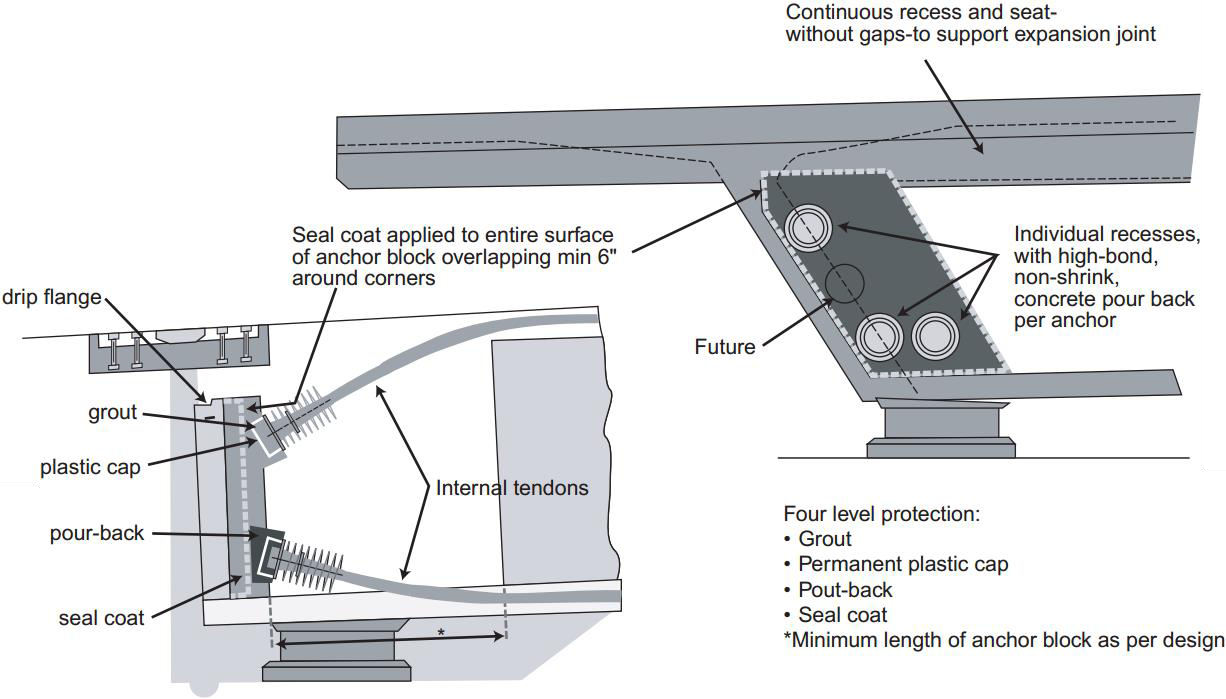 Continuous recess and seat-
without gaps-to support expansion joint
Seal coat applied to entire surface
of anchor block overlapping min 6"
around corners
Individual recesses,
with high-bond,
non-shrink,
concrete pour back
per anchor
drip flange
Future
grout
plastic cap
Internal tendons
pour-back
seal coat
*
Four level protection:
• Grout
• Permanent plastic cap
• Pout-back
• Seal coat
*Minimum length of anchor block as per design